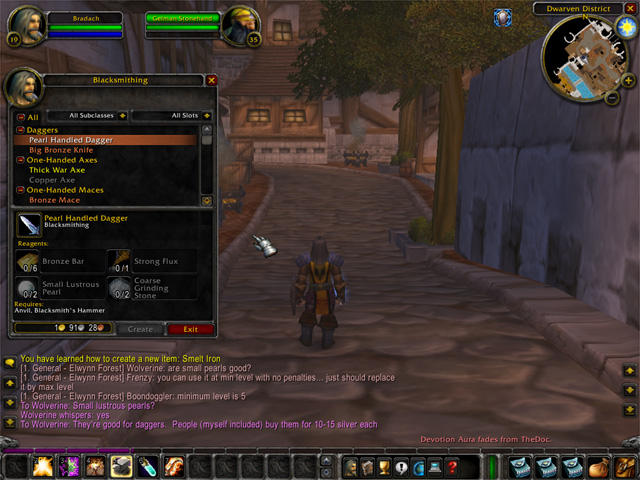 Bradach
Gelman Stonehand
19
35
Dwarven District
N
Blacksmithing
All
All Subclasses
All Slots
Daggers
Pearl Handled Dagger
Big Bronze Knife
One-Handed Axes
Thick War Axe
Copper Axe
One-Handed Maces
Bronze Mace
Pearl Handled Dagger
Blacksmithing
Reagents:
0/6 Bronze Bar
0/1 Strong Flux
0/2 Small Lustrous Pearl
0/2 Coarse Grinding Stone
Requires:
Anvil, Blacksmith's Hammer
1 91 28
Create
Exit
You have learned how to create a new item: Smelt Iron
[1. General - Elwynn Forest] Wolverine: are small pearls good?
[1. General - Elwynn Forest] Frenzy: you can use it at min level with no penalties... just should replace
it by max level
[1. General - Elwynn Forest] Boondoggler: minimum level is 5
To Wolverine: Small lustrous pearls?
Wolverine whispers: yes
To Wolverine: They're good for daggers.  People (myself included) buy them for 10-15 silver each
Devotion Aura fades from TheDoc.